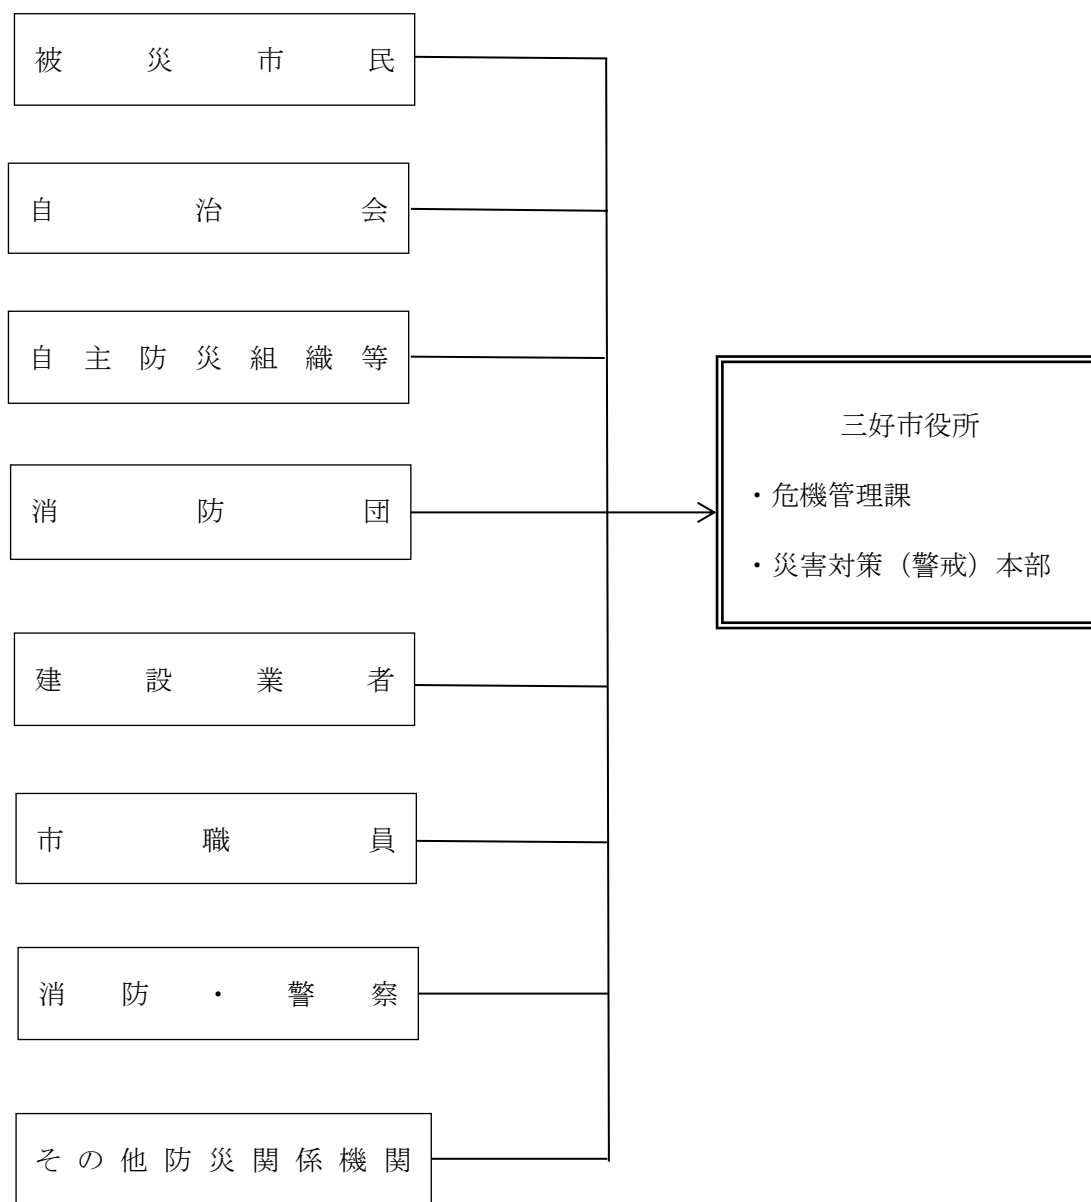 被災市民
自治会
自主防災組織等
消防団
建設業者
市職員
消防・警察
その他防災関係機関
三好市役所
・危機管理課
・災害対策（警戒）本部